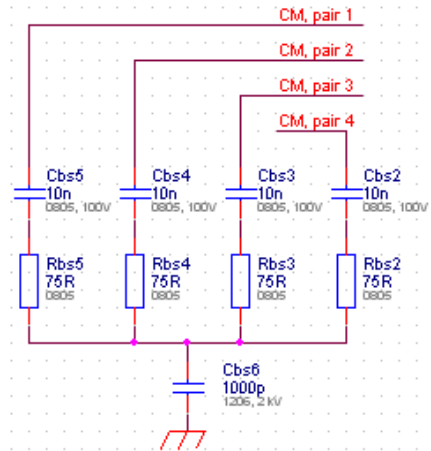 CM, pair 1
CM, pair 2
CM, pair 3
CM, pair 4
Cbs5 Cbs4 Cbs3 Cbs2
10n 10n 10n 10n
0805, 100V 0805, 100V 0805, 100V 0805, 100V
Rbs5 Rbs4 Rbs3 Rbs2
75R 75R 75R 75R
0805 0805 0805 0805
Cbs6
1000p
1206, 2kV